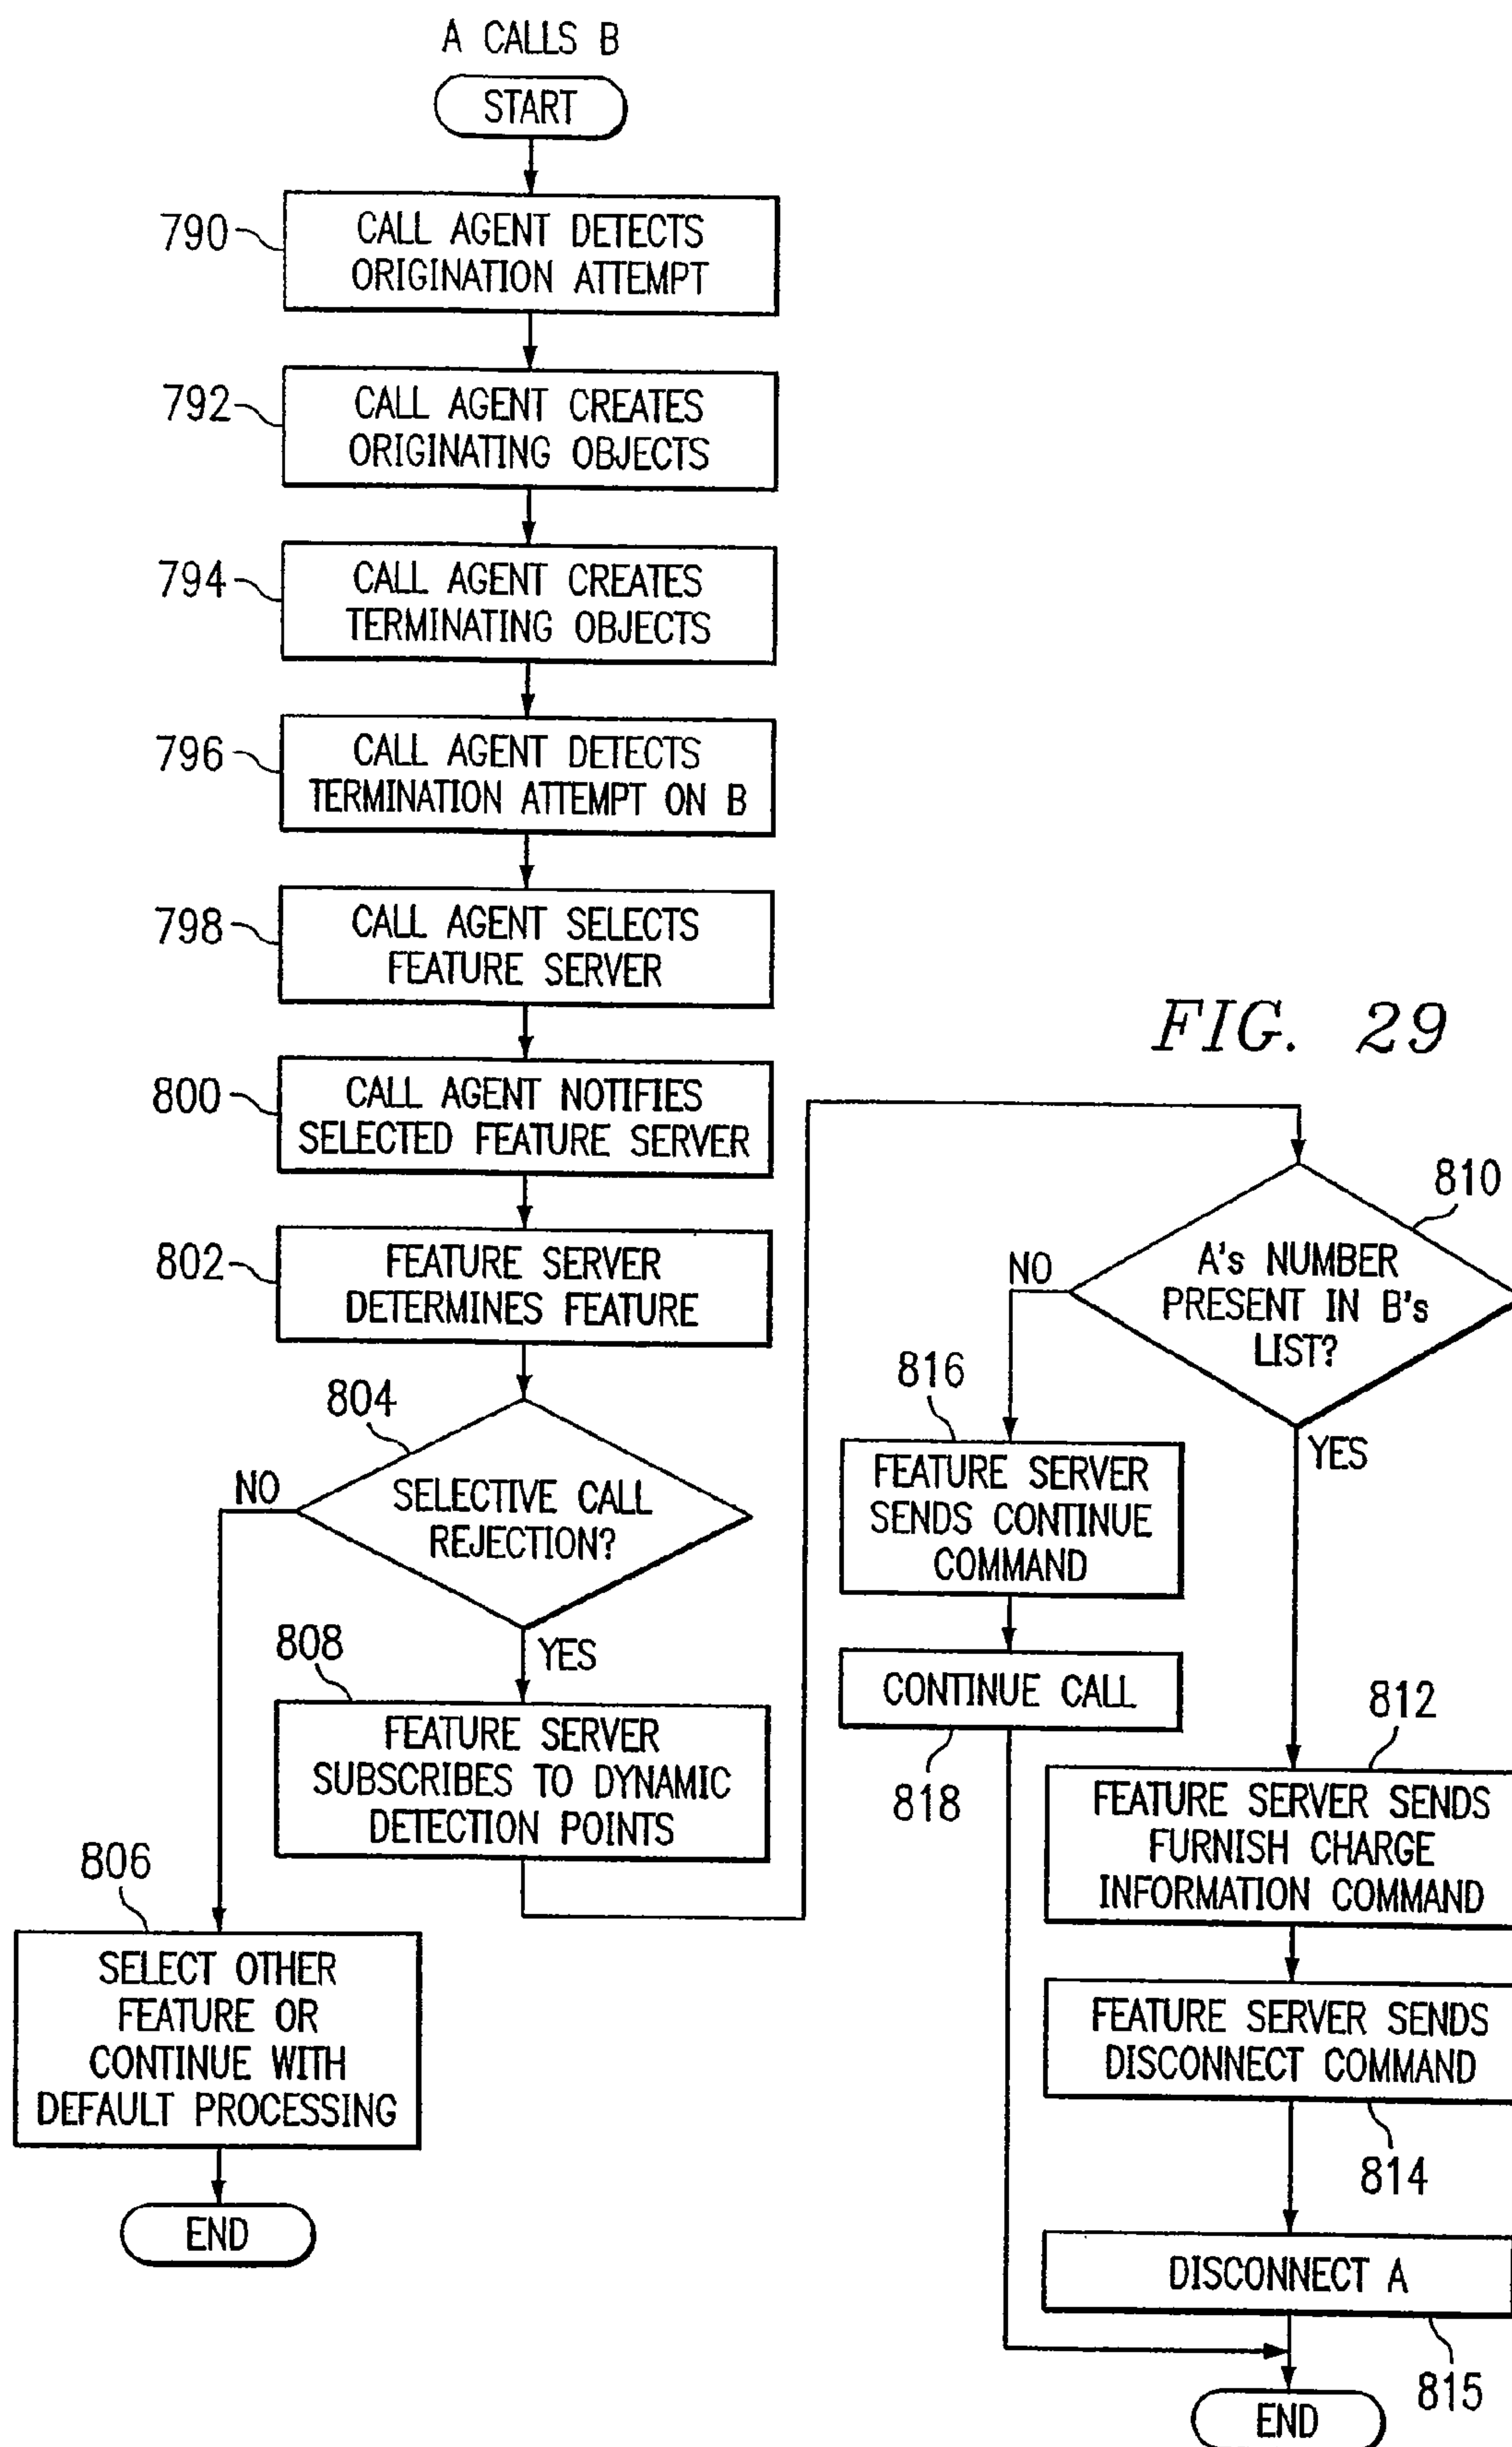 A CALLS B
START
790
CALL AGENT DETECTS
ORIGINATION ATTEMPT
792
CALL AGENT CREATES
ORIGINATING OBJECTS
794
CALL AGENT CREATES
TERMINATING OBJECTS
796
CALL AGENT DETECTS
TERMINATION ATTEMPT ON B
798
CALL AGENT SELECTS
FEATURE SERVER
800
CALL AGENT NOTIFIES
SELECTED FEATURE SERVER
802
FEATURE SERVER
DETERMINES FEATURE
804
SELECTIVE CALL
REJECTION?
NO
YES
808
FEATURE SERVER
SUBSCRIBES TO DYNAMIC
DETECTION POINTS
806
SELECT OTHER
FEATURE OR
CONTINUE WITH
DEFAULT PROCESSING
END
FIG. 29
810
A's NUMBER
PRESENT IN B's
LIST?
NO
YES
816
FEATURE SERVER
SENDS CONTINUE
COMMAND
CONTINUE CALL
818
812
FEATURE SERVER SENDS
FURNISH CHARGE
INFORMATION COMMAND
FEATURE SERVER SENDS
DISCONNECT COMMAND
814
DISCONNECT A
815
END